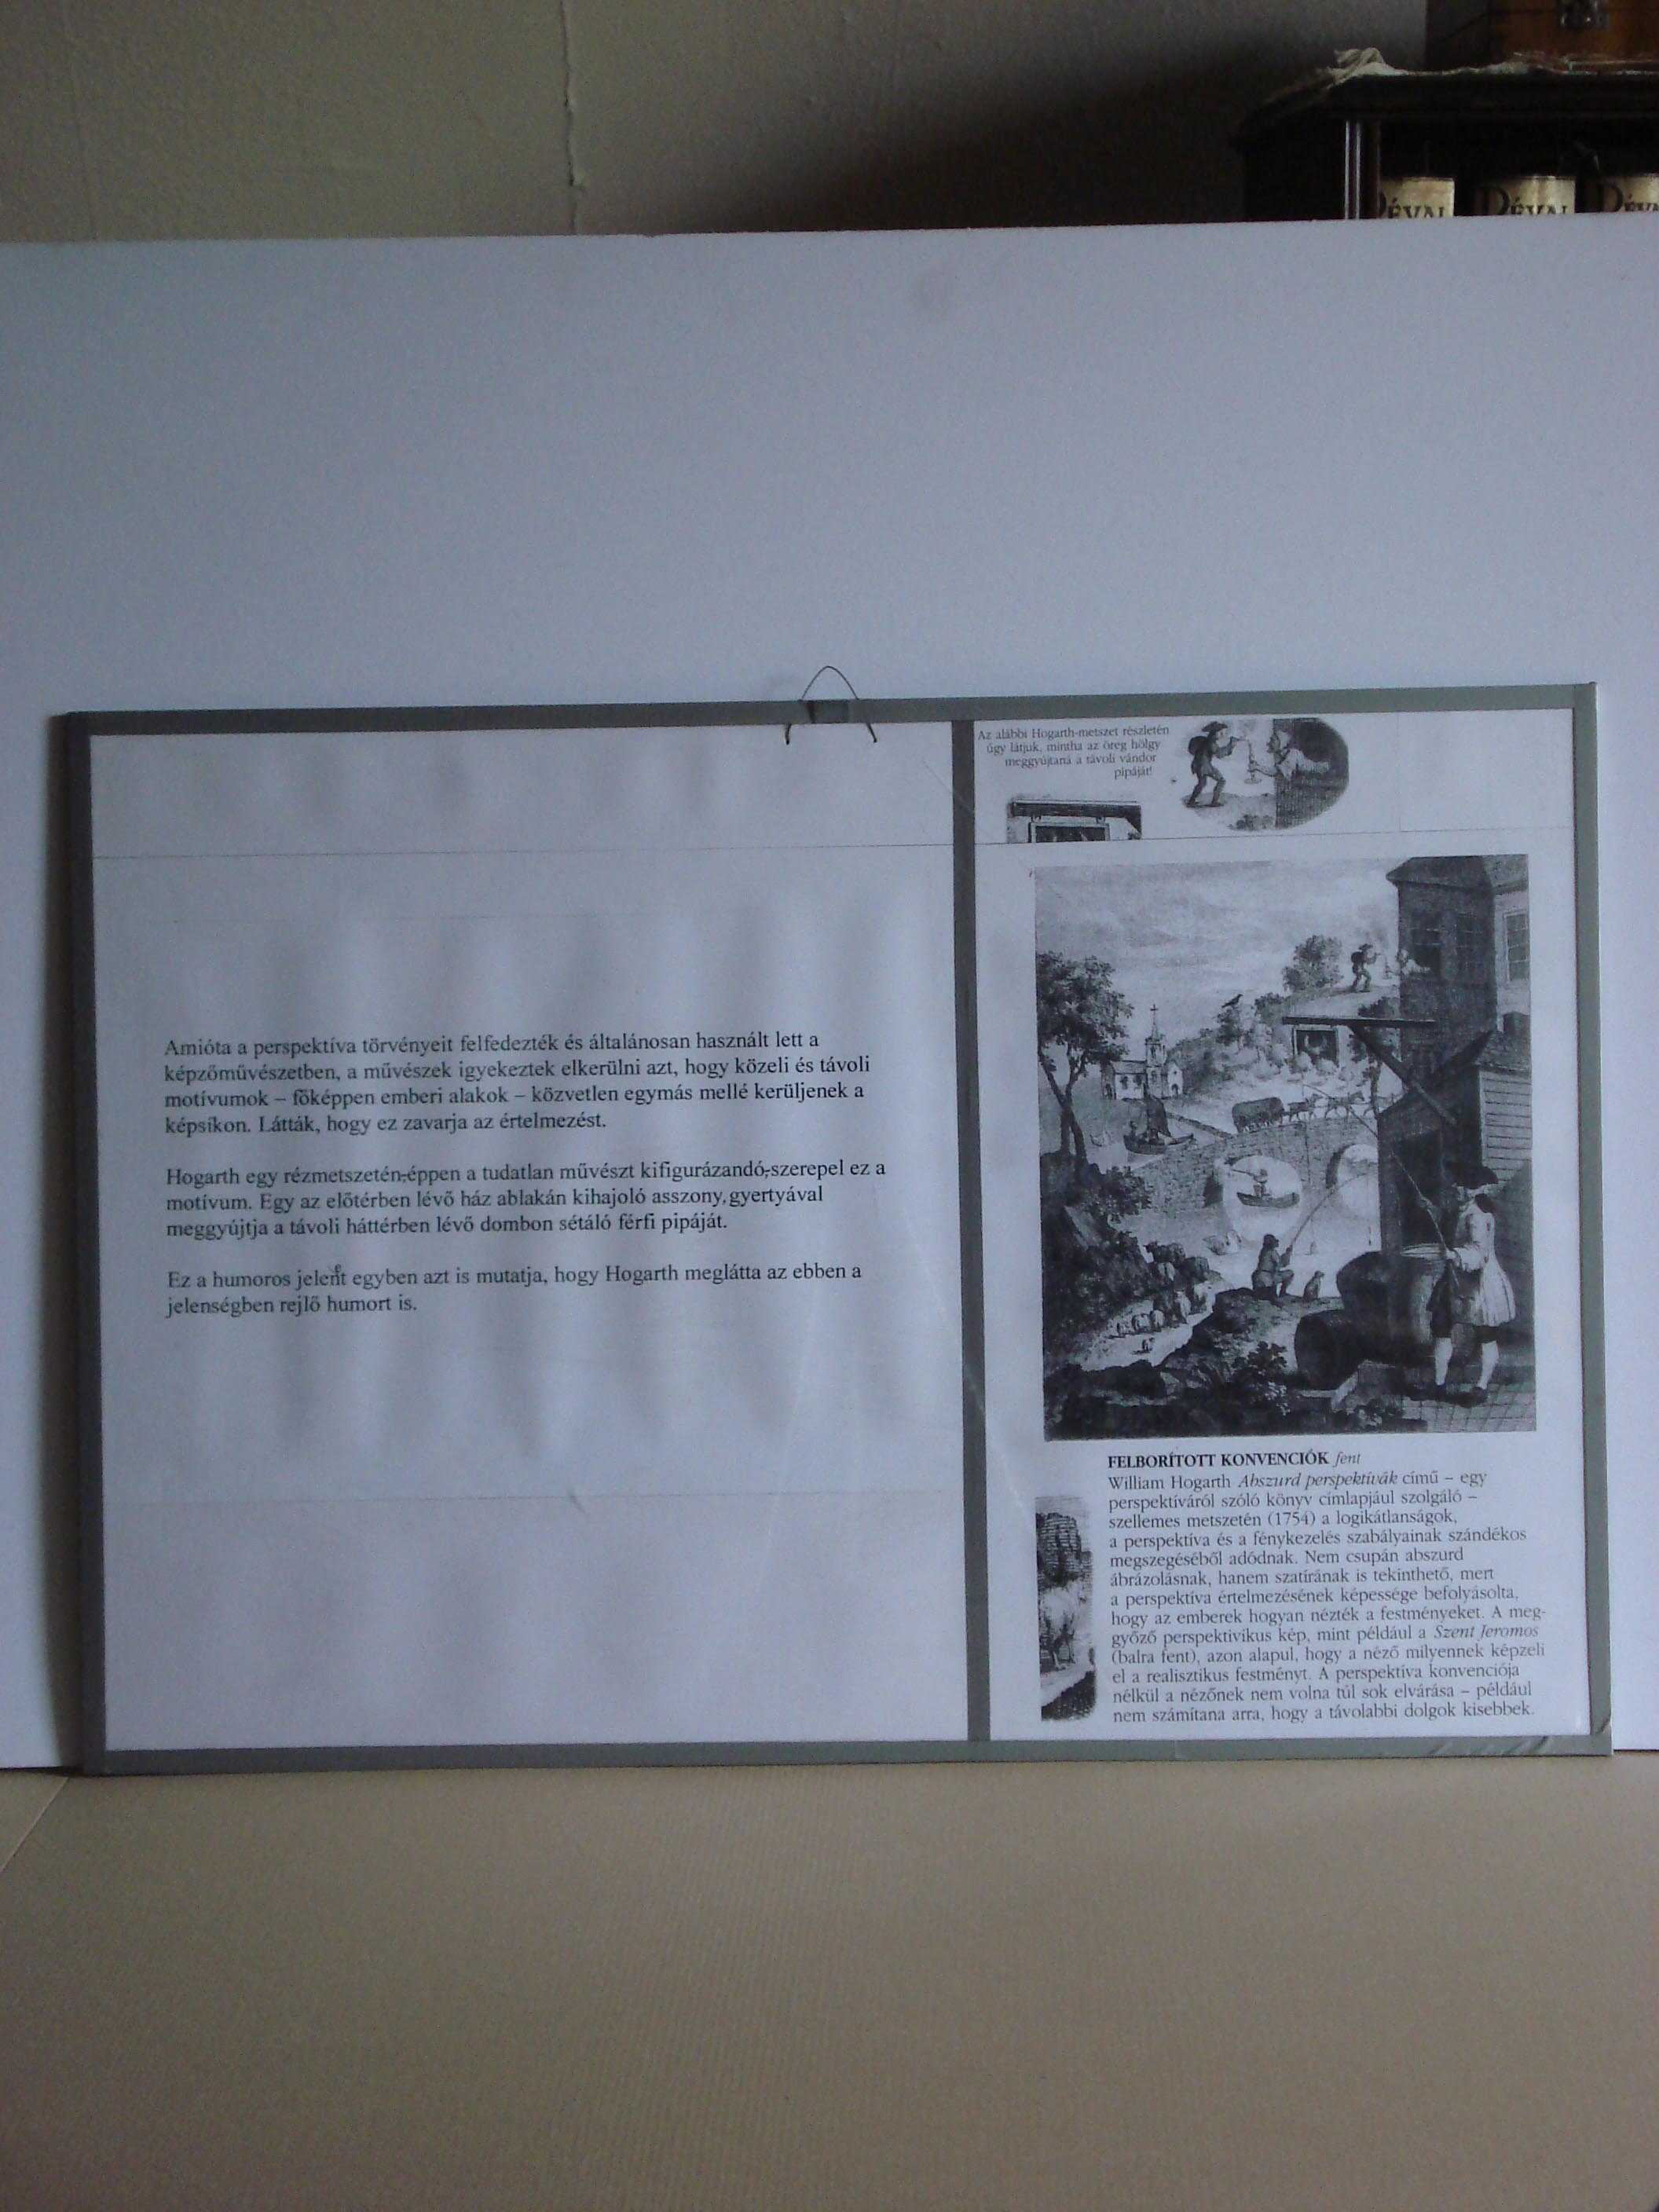 DÉVAI DÉVAI DÉVA
Amióta a perspektíva törvényeit felfedezték és általánosan használt lett a
képzőművészetben, a művészek igyekeztek elkerülni azt, hogy közeli és távoli
motívumok – főképpen emberi alakok – közvetlen egymás mellé kerüljenek a
képsíkon. Látták, hogy ez zavarja az értelmezést.
Hogarth egy rézmetszetén-éppen a tudatlan művészt kifigurázandó,-szerepel ez a
motívum. Egy az előtérben lévő ház ablakán kihajoló asszony, gyertyával
meggyújtja a távoli háttérben lévő dombon sétáló férfi pipáját.
Ez a humoros jelenet egyben azt is mutatja, hogy Hogarth meglátta az ebben a
jelenségben rejlő humort is.
Az alábbi Hogarth-metszet részletén
úgy látjuk, mintha az öreg hölgy
meggyújtaná a távoli vándor
pipáját!
FELBORÍTOTT KONVENCIÓK fent
William Hogarth Abszurd perspektívák című – egy
perspektíváról szóló könyv címlapjául szolgáló –
szellemes metszetén (1754) a logikátlanságok,
a perspektíva és a fénykezelés szabályainak szándékos
megszegéséből adódnak. Nem csupán abszurd
ábrázolásnak, hanem szatírának is tekinthető, mert
a perspektíva értelmezésének képessége befolyásolta,
hogy az emberek hogyan nézték a festményeket. A meg-
győző perspektivikus kép, mint például a Szent Jeromos
(balra fent), azon alapul, hogy a néző milyennek képzeli
el a realisztikus festményt. A perspektíva konvenciója
nélkül a nézőnek nem volna túl sok elvárása – például
nem számítana arra, hogy a távolabbi dolgok kisebbek.